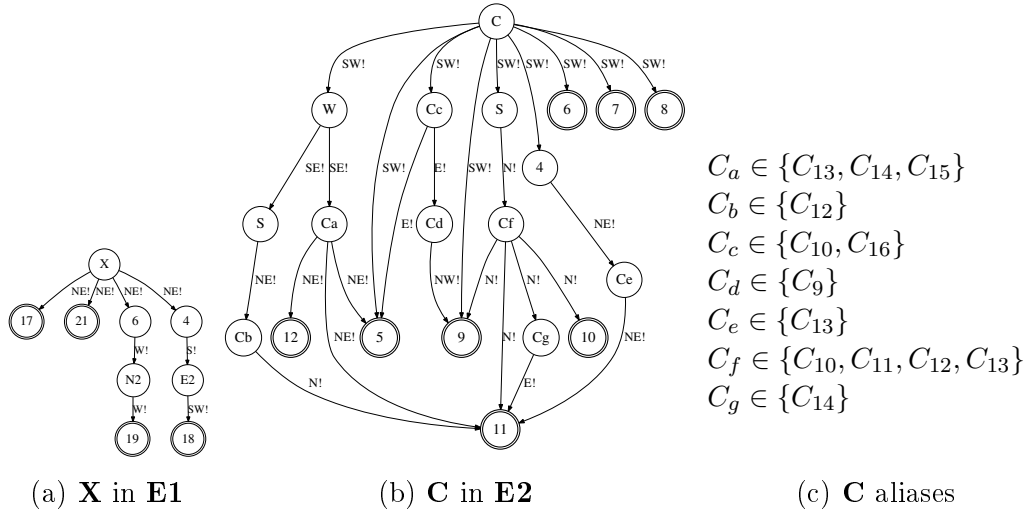 C
SW! SW! SW! SW! SW! SW! SW!
W Cc S 6 7 8
4
SE! SE! SW! E! SW! N!
S Ca E! Cd Cf NE!
X
NE! NE! NE! NE!
Ce
NE! NE! NE! NW! N! N! N!
17 21 6 4
W! S!
Cb 12 NE! 5 9 N! Cg 10 NE!
N2 E2
N! E!
W! SW!
19 18
11
C_a ∈ {C_13, C_14, C_15}
C_b ∈ {C_12}
C_c ∈ {C_10, C_16}
C_d ∈ {C_9}
C_e ∈ {C_13}
C_f ∈ {C_10, C_11, C_12, C_13}
C_g ∈ {C_14}
(a) X in E1
(b) C in E2
(c) C aliases